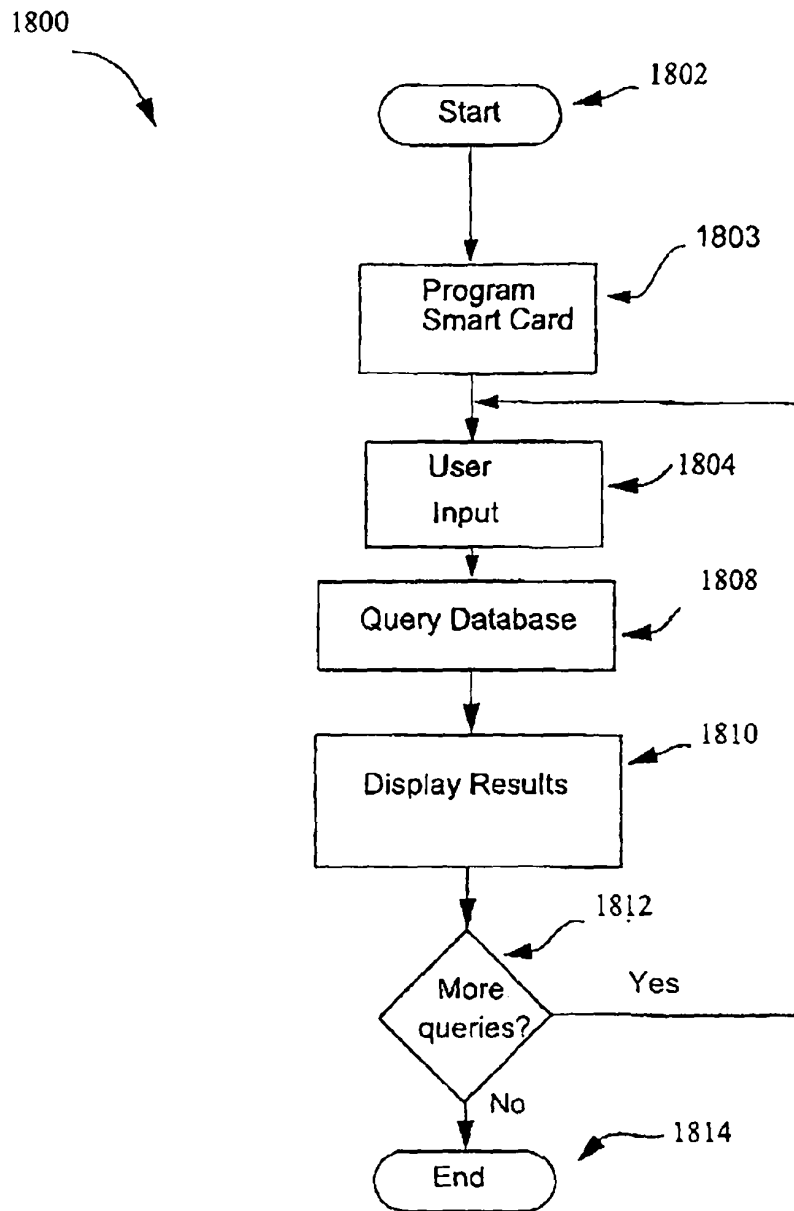 1800
1802
Start
1803
Program
Smart Card
User
1804
Input
1808
Query Database
1810
Display Results
1812
More
queries?
Yes
No
1814
End